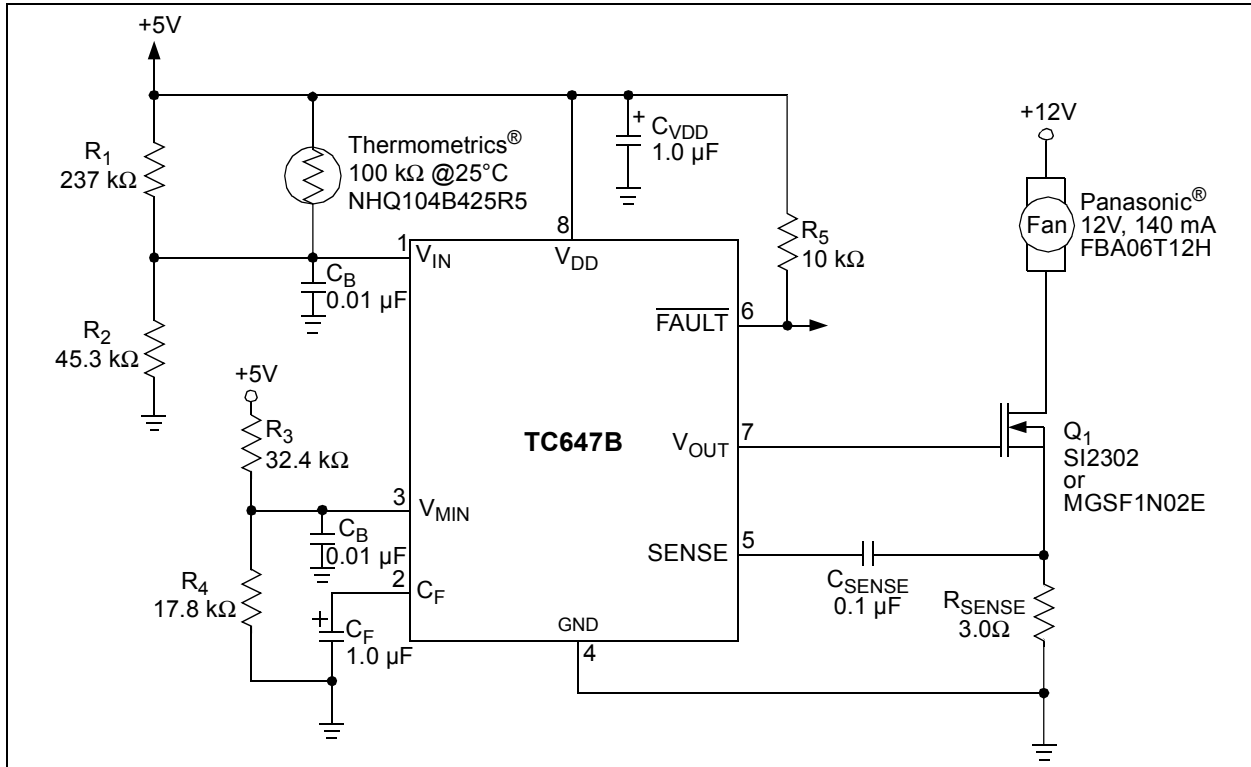 +5V
R1
237 kΩ
Thermometrics®
100 kΩ @25°C
NHQ104B425R5
+
CVDD
1.0 µF
+12V
Panasonic®
12V, 140 mA
FBA06T12H
Fan
R5
10 kΩ
1
VIN
8
VDD
CB
0.01 µF
6
FAULT
R2
45.3 kΩ
+5V
R3
32.4 kΩ
TC647B
7
VOUT
Q1
SI2302
or
MGSF1N02E
3
VMIN
CB
0.01 µF
5
SENSE
CSENSE
0.1 µF
RSENSE
3.0Ω
R4
17.8 kΩ
2
CF
+
CF
1.0 µF
GND
4